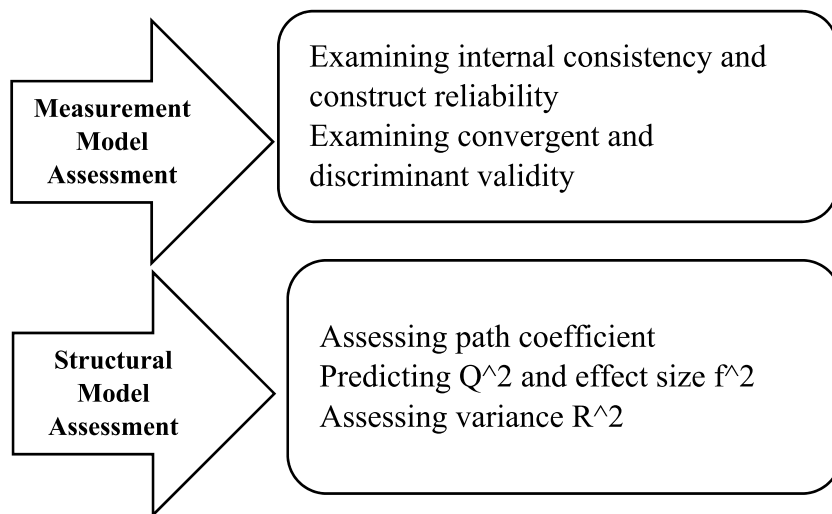 Measurement
Model
Assessment
Examining internal consistency and
construct reliability
Examining convergent and
discriminant validity
Structural
Model
Assessment
Assessing path coefficient
Predicting Q^2 and effect size f^2
Assessing variance R^2